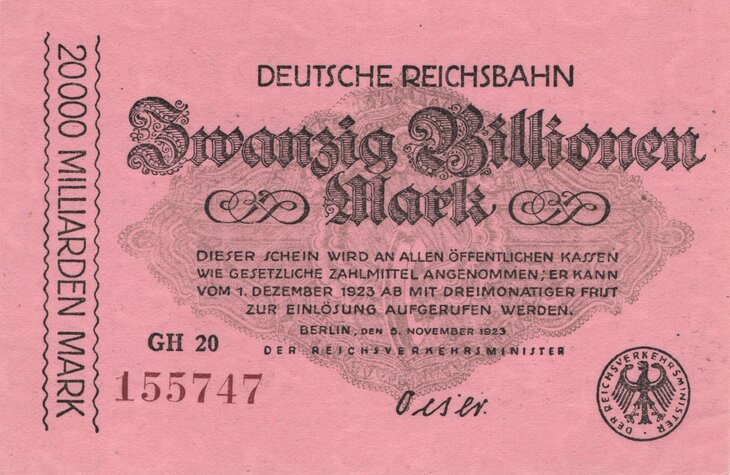 20000 MILLIARDEN MARK
DEUTSCHE REICHSBAHN
Zwanzig Billionen
Mark
DIESER SCHEIN WIRD AN ALLEN ÖFFENTLICHEN KASSEN
WIE GESETZLICHE ZAHLMITTEL ANGENOMMEN; ER KANN
VOM 1. DEZEMBER 1923 AB MIT DREIMONATIGER FRIST
ZUR EINLÖSUNG AUFGERUFEN WERDEN.
BERLIN, DEN 5. NOVEMBER 1923
DER REICHSVERKEHRSMINISTER
GH 20
155747
Oeser.
DER REICHSVERKEHRSMINISTER